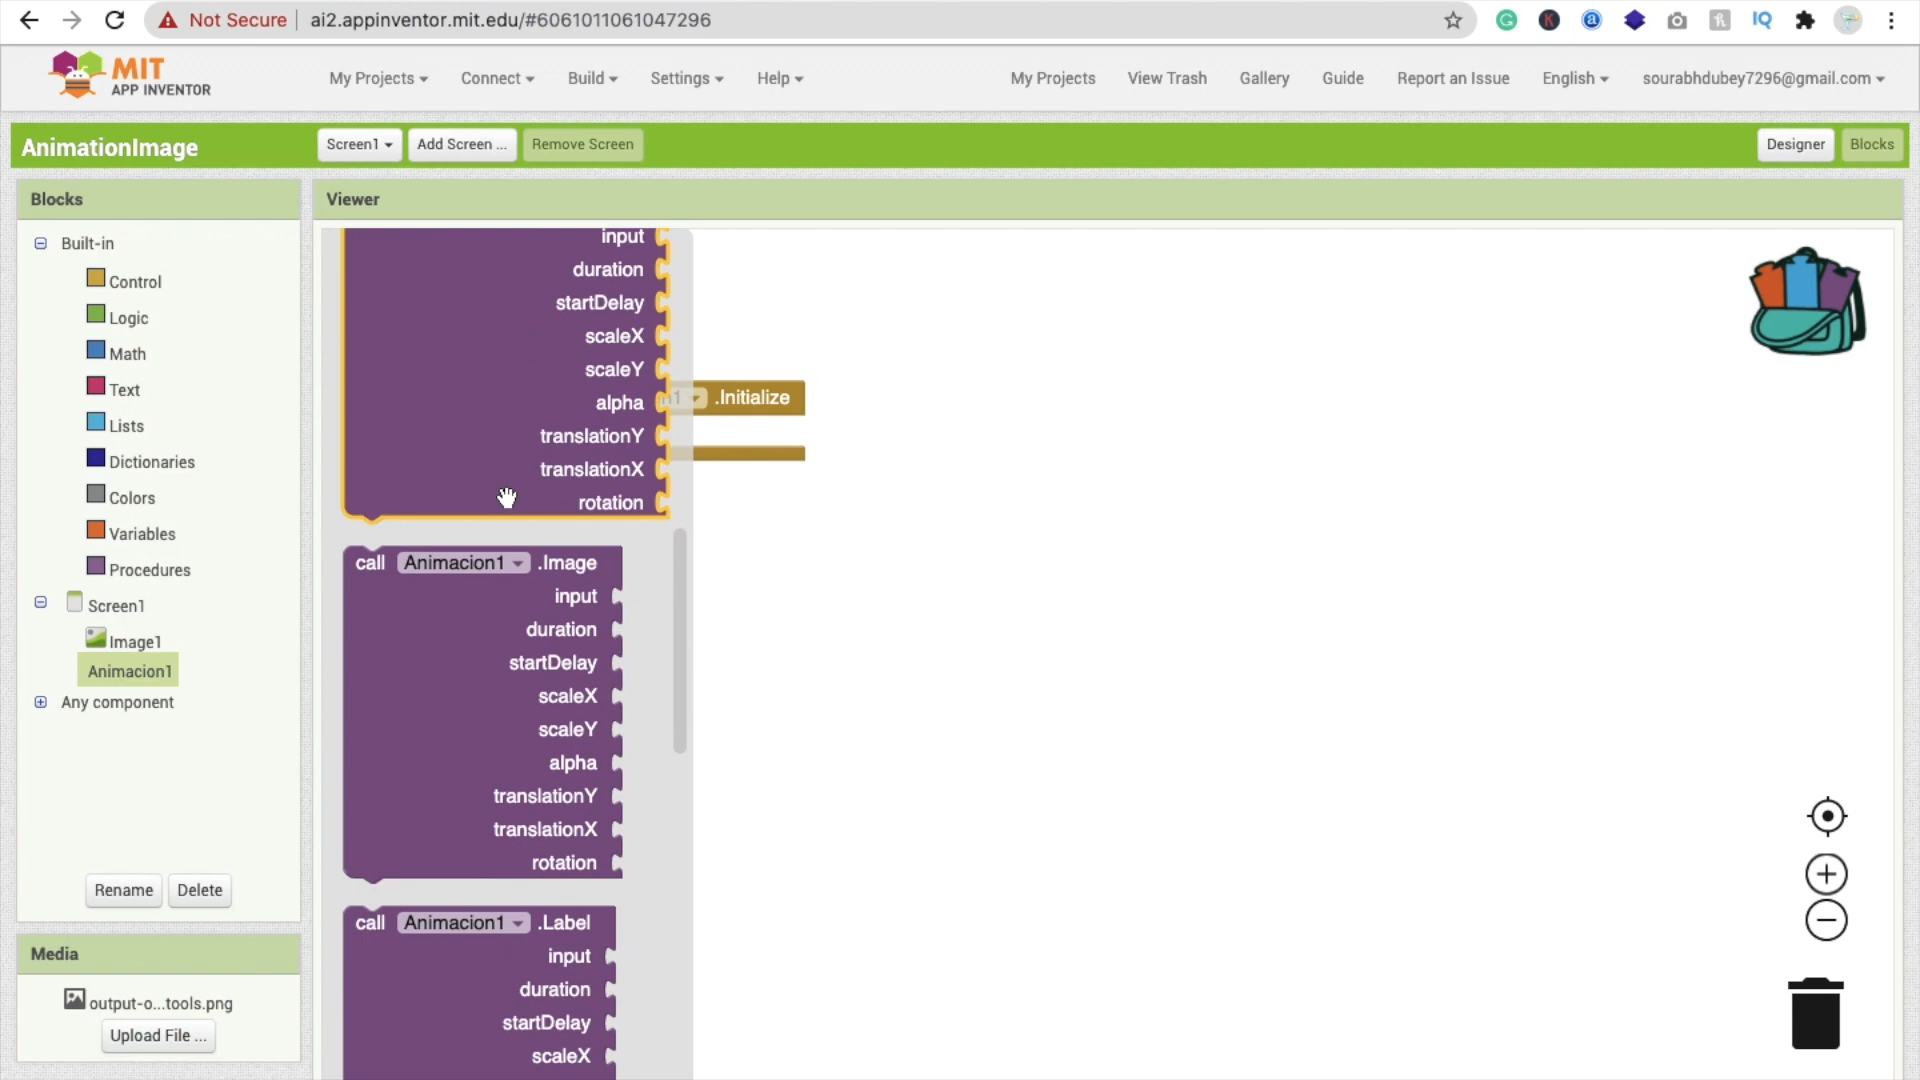 Not Secure
ai2.appinventor.mit.edu/#6061011061047296
MIT
APP INVENTOR
My Projects Connect Build Settings Help
My Projects View Trash Gallery Guide Report an Issue English sourabhdubey7296@gmail.com
AnimationImage
Screen1 Add Screen ... Remove Screen
Designer Blocks
Blocks
Viewer
Built-in
Control
Logic
Math
Text
Lists
Dictionaries
Colors
Variables
Procedures
Screen1
Image1
Animacion1
Any component
Rename Delete
Media
output-o...tools.png
Upload File ...
input
duration
startDelay
scaleX
scaleY
alpha
translationY
translationX
rotation
1 .Initialize
call Animacion1 .Image
input
duration
startDelay
scaleX
scaleY
alpha
translationY
translationX
rotation
call Animacion1 .Label
input
duration
startDelay
scaleX